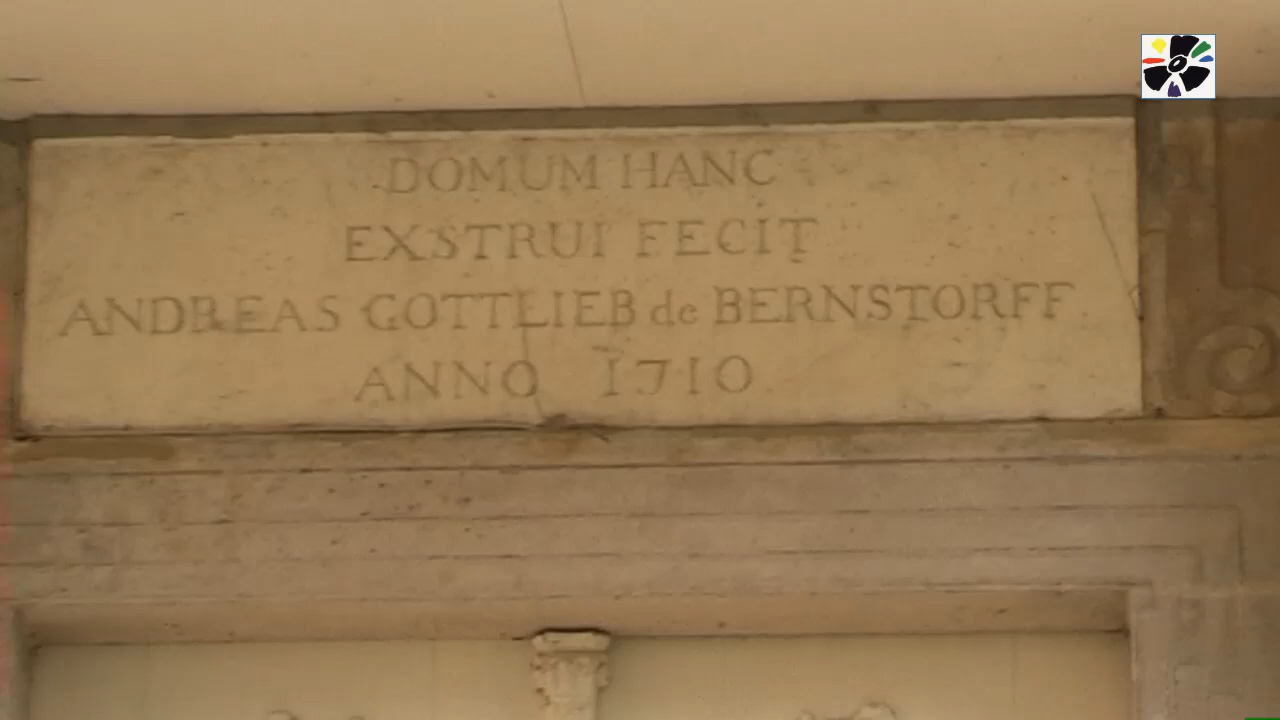 DOMUM HANC
EXSTRUI FECIT
ANDREAS GOTTLIEB de BERNSTORFF
ANNO 1710